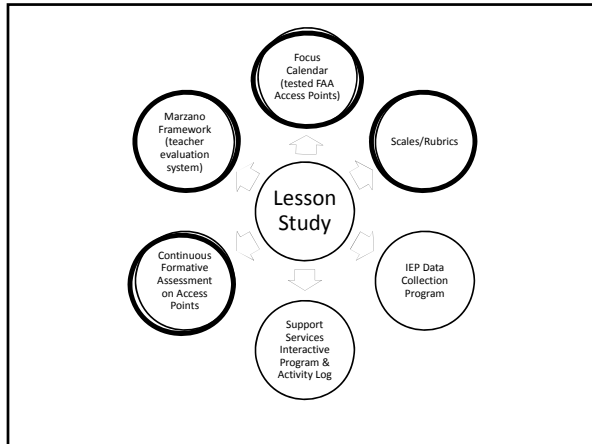 Focus
Calendar
(tested FAA
Access Points)
Marzano
Framework
(teacher
evaluation
system)
Scales/Rubrics
Lesson
Study
Continuous
Formative
Assessment
on Access
Points
IEP Data
Collection
Program
Support
Services
Interactive
Program &
Activity Log